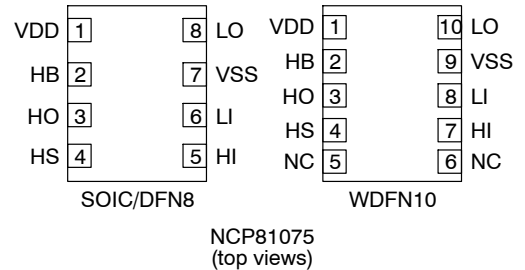 VDD 1 8 LO
HB 2 7 VSS
HO 3 6 LI
HS 4 5 HI
SOIC/DFN8
VDD 1 10 LO
HB 2 9 VSS
HO 3 8 LI
HS 4 7 HI
NC 5 6 NC
WDFN10
NCP81075
(top views)